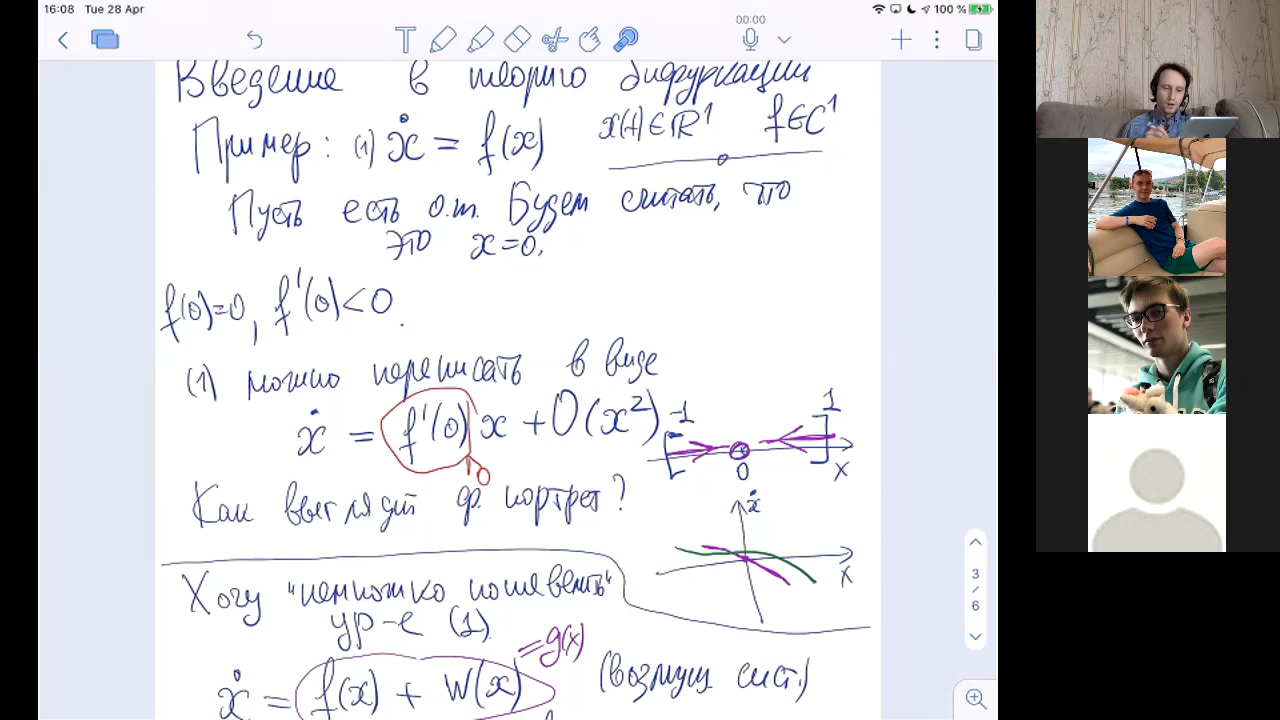 16:08 Tue 28 Apr
100 %
00:00
Введение в теорию бифуркации
Пример: (1) ẋ = f(x) x(t)∈ℝ¹ f∈C¹
Пусть есть о.т. Будем считать, что
это x=0.
f(0)=0, f'(0)<0.
(1) можно переписать в виде
ẋ = f'(0)x + O(x²)
0
-1 1
0 x
Как выглядит ф. портрет?
ẋ
x
Хочу "немножко пошевелить"
ур-е (1).
= g(x)
ẋ = f(x) + W(x) (возмущ сист.)
3
/
6